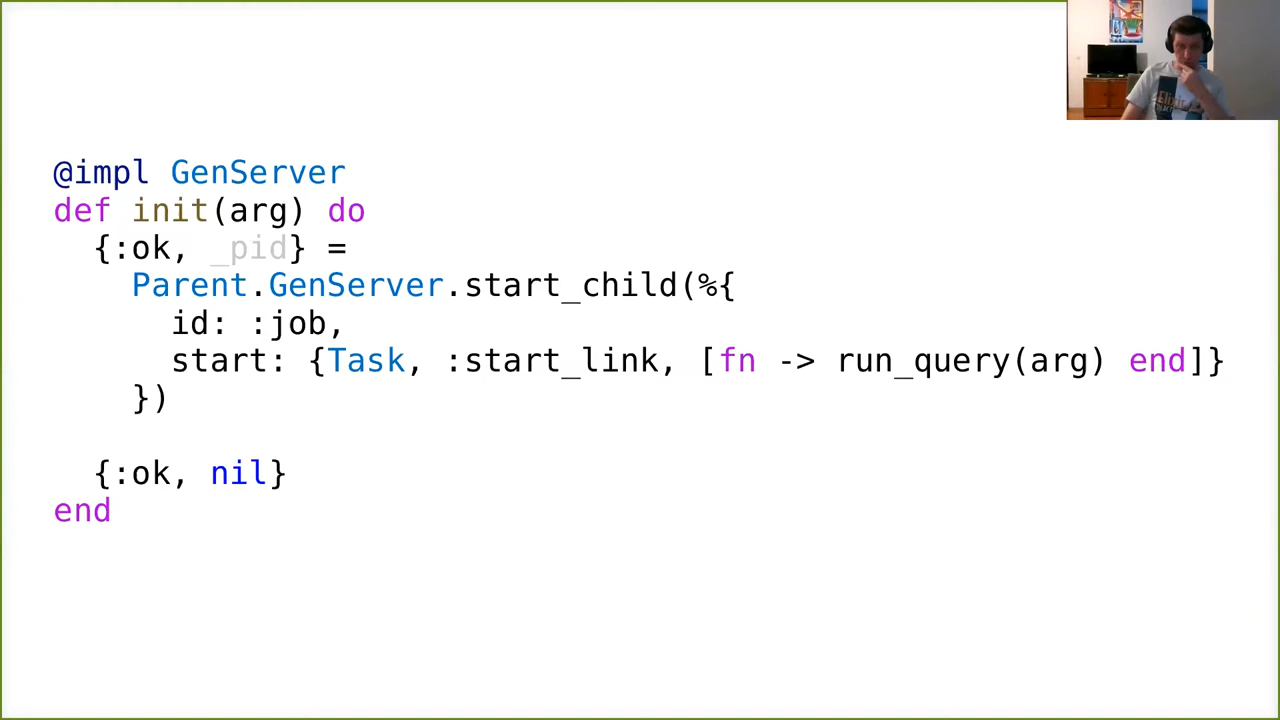 @impl GenServer
def init(arg) do
  {:ok, _pid} =
    Parent.GenServer.start_child(%{
      id: :job,
      start: {Task, :start_link, [fn -> run_query(arg) end]}
    })

  {:ok, nil}
end
Elixir